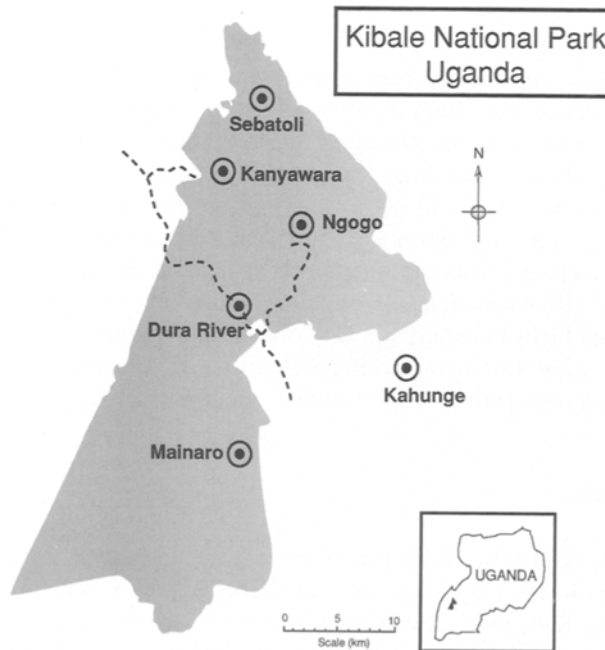 Kibale National Park
Uganda
Sebatoli
N
Kanyawara
Ngogo
Dura River
Kahunge
Mainaro
UGANDA
0 5 10
Scale (km)